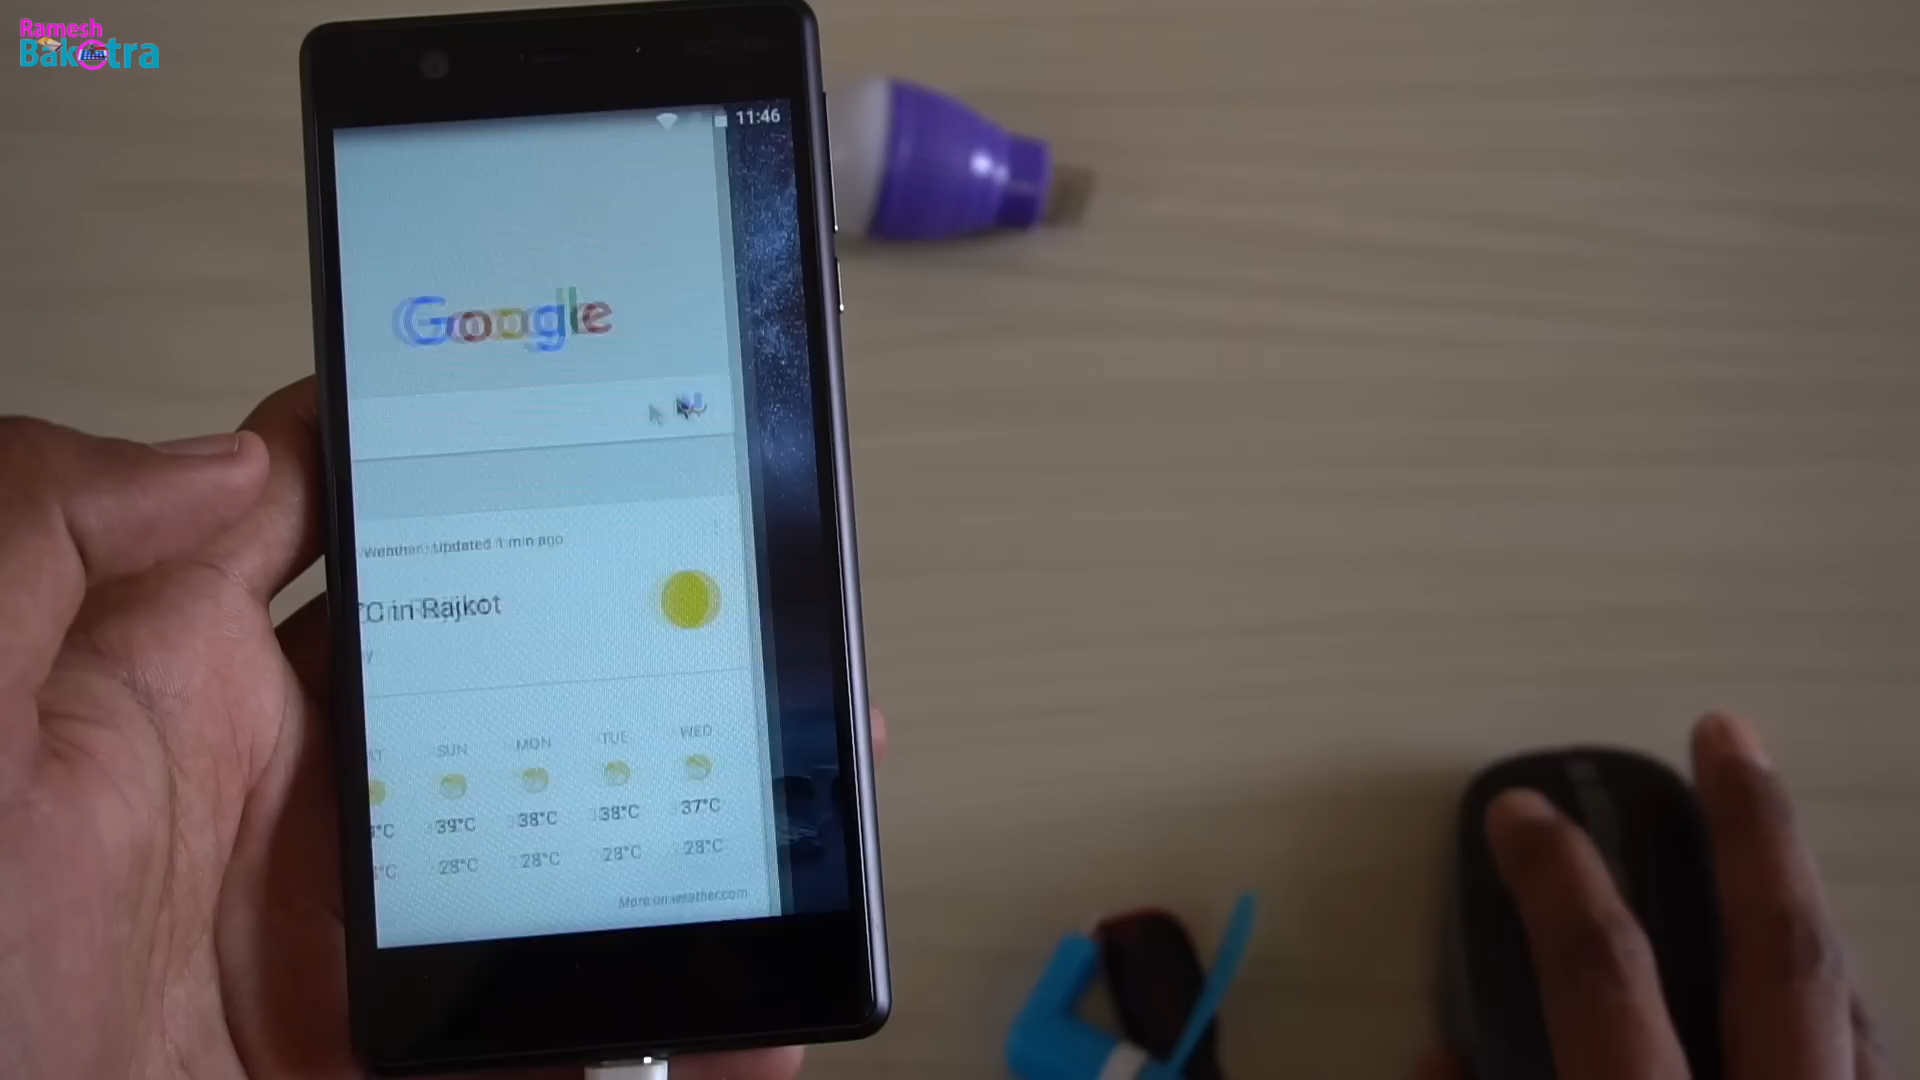 Ramesh
Bakotra
11:46
Google
Weather · Updated 1 min ago
°C in Rajkot
y
SUN MON TUE WED
39°C 38°C 38°C 37°C
28°C 28°C 28°C 28°C
More on weather.com